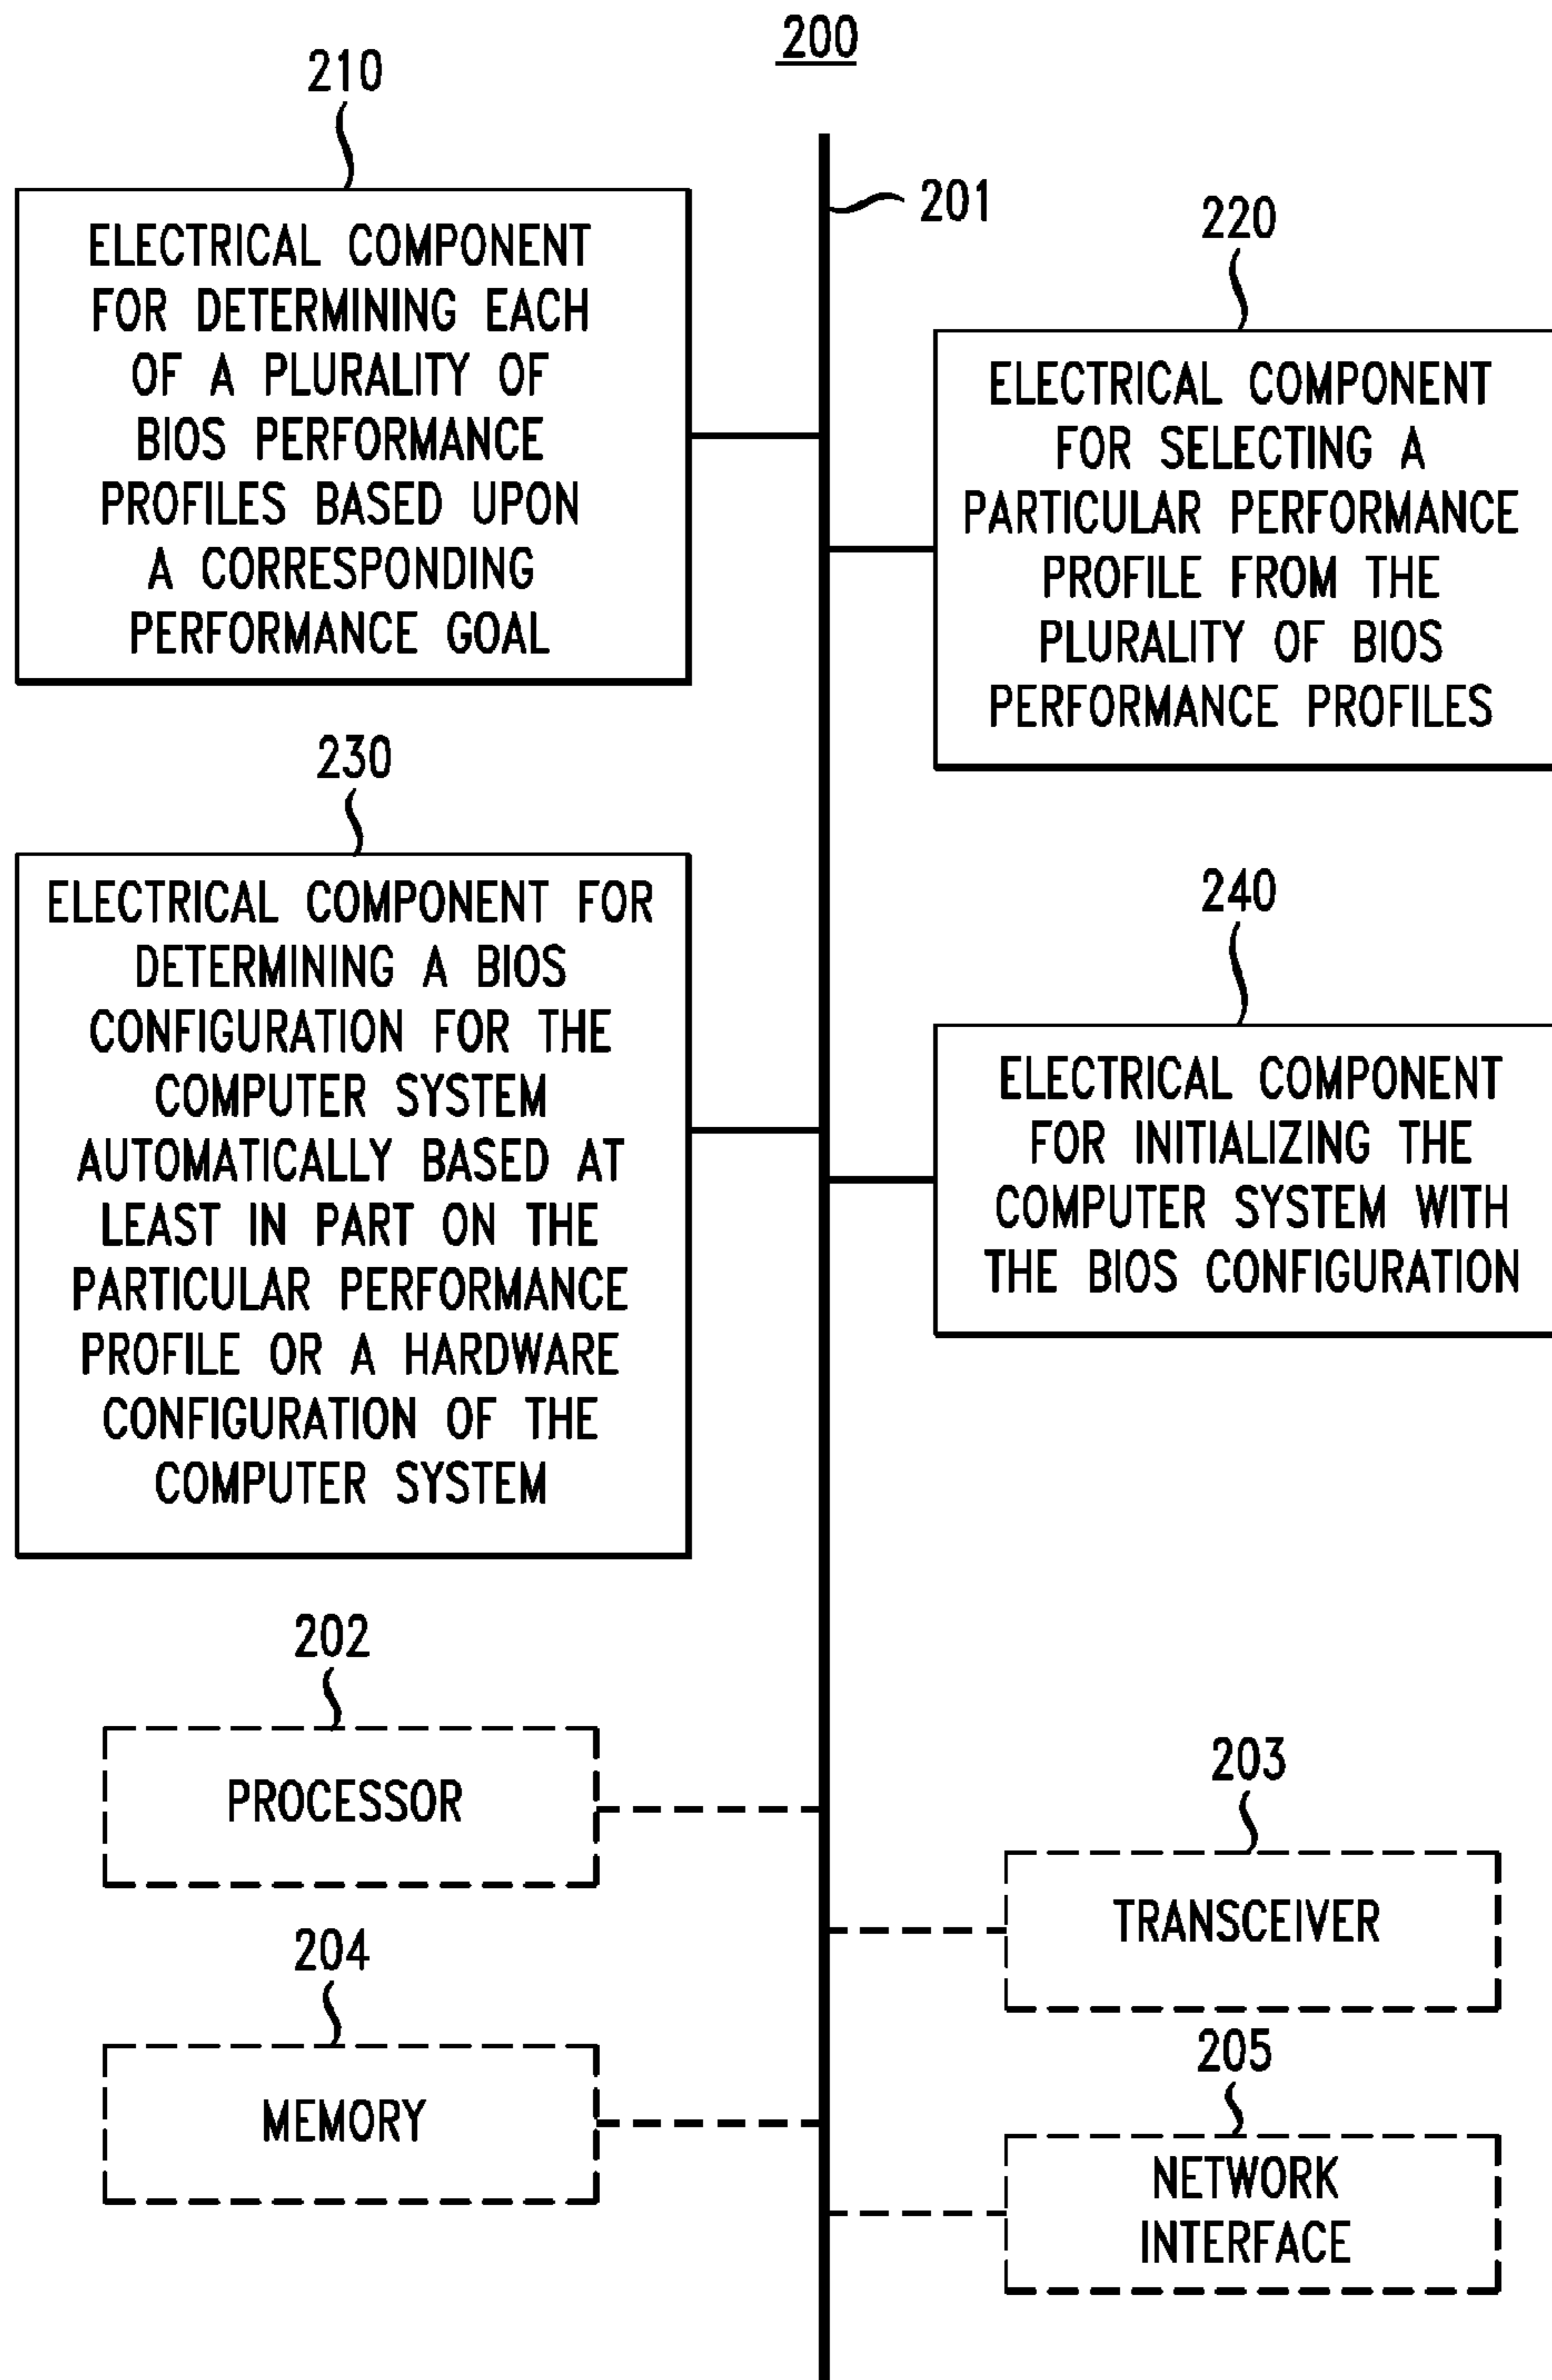 200
210
ELECTRICAL COMPONENT
FOR DETERMINING EACH
OF A PLURALITY OF
BIOS PERFORMANCE
PROFILES BASED UPON
A CORRESPONDING
PERFORMANCE GOAL
201
220
ELECTRICAL COMPONENT
FOR SELECTING A
PARTICULAR PERFORMANCE
PROFILE FROM THE
PLURALITY OF BIOS
PERFORMANCE PROFILES
230
ELECTRICAL COMPONENT FOR
DETERMINING A BIOS
CONFIGURATION FOR THE
COMPUTER SYSTEM
AUTOMATICALLY BASED AT
LEAST IN PART ON THE
PARTICULAR PERFORMANCE
PROFILE OR A HARDWARE
CONFIGURATION OF THE
COMPUTER SYSTEM
240
ELECTRICAL COMPONENT
FOR INITIALIZING THE
COMPUTER SYSTEM WITH
THE BIOS CONFIGURATION
202
PROCESSOR
203
TRANSCEIVER
204
MEMORY
205
NETWORK
INTERFACE